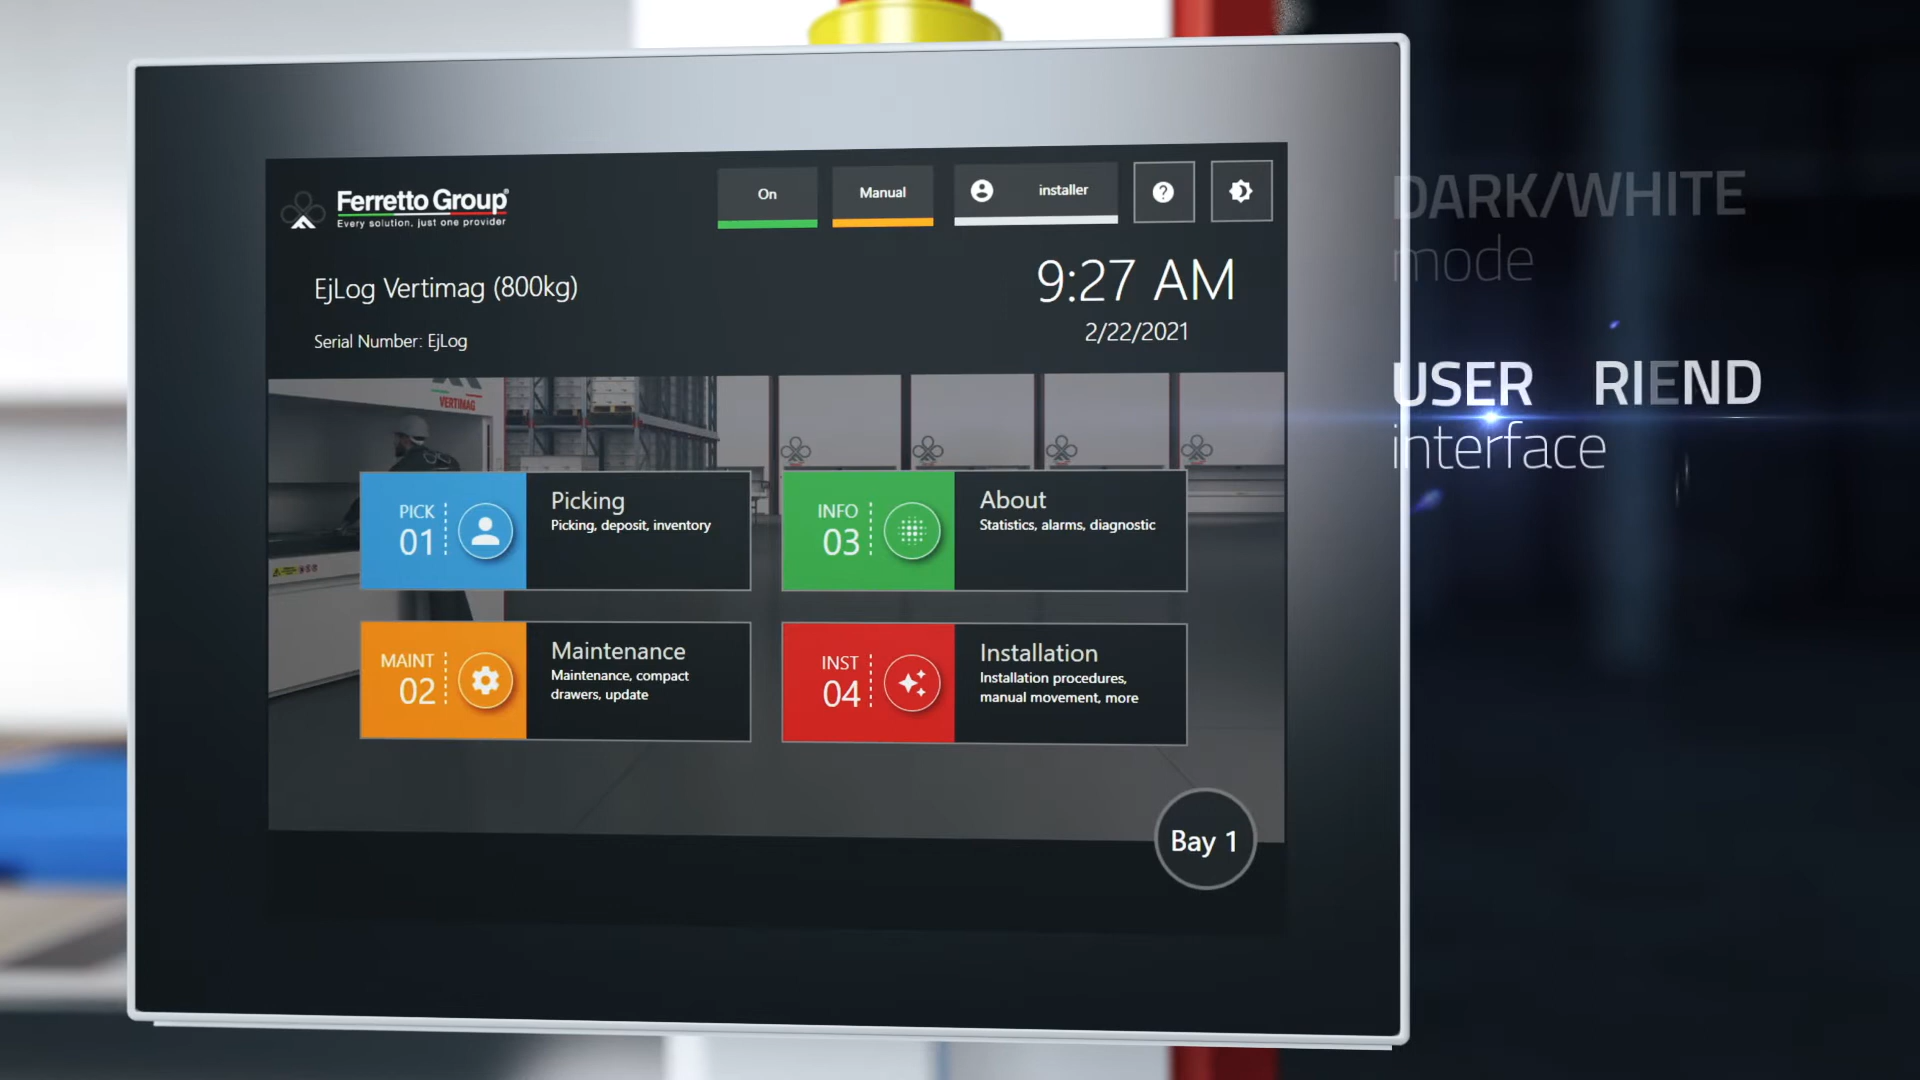 Ferretto Group®
Every solution, just one provider
On
Manual
installer
EjLog Vertimag (800kg)
Serial Number: EjLog
9:27 AM
2/22/2021
VERTIMAG
PICK
01
Picking
Picking, deposit, inventory
INFO
03
About
Statistics, alarms, diagnostic
MAINT
02
Maintenance
Maintenance, compact
drawers, update
INST
04
Installation
Installation procedures,
manual movement, more
Bay 1
DARK/WHITE
mode
USER RIEND
interface